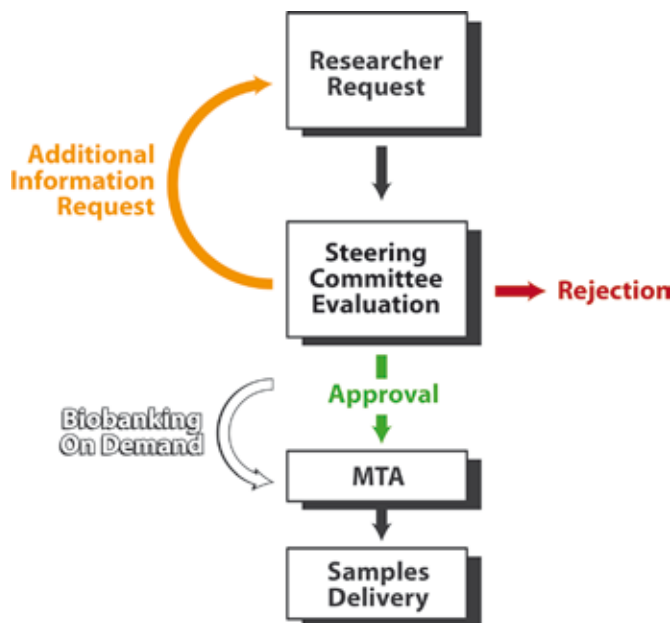 Researcher
Request
Additional
Information
Request
Steering
Committee
Evaluation
Rejection
Approval
Biobanking
On Demand
MTA
Samples
Delivery